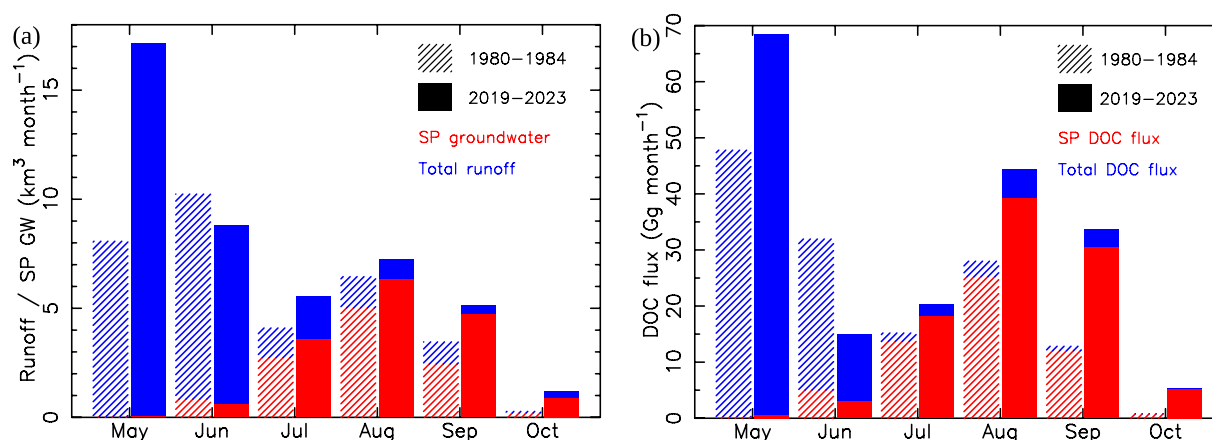 (a)
Runoff / SP GW (km³ month⁻¹)
15
10
5
0
1980−1984
2019−2023
SP groundwater
Total runoff
May Jun Jul Aug Sep Oct
(b)
DOC flux (Gg month⁻¹)
70
60
50
40
30
20
10
0
1980−1984
2019−2023
SP DOC flux
Total DOC flux
May Jun Jul Aug Sep Oct